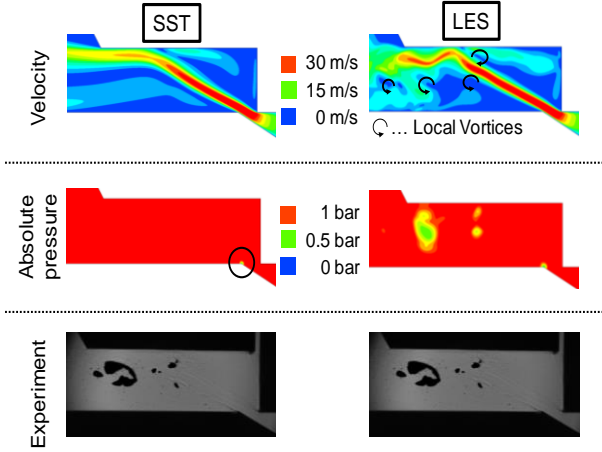 SST
LES
Velocity
30 m/s
15 m/s
0 m/s
... Local Vortices
Absolute
pressure
1 bar
0.5 bar
0 bar
Experiment